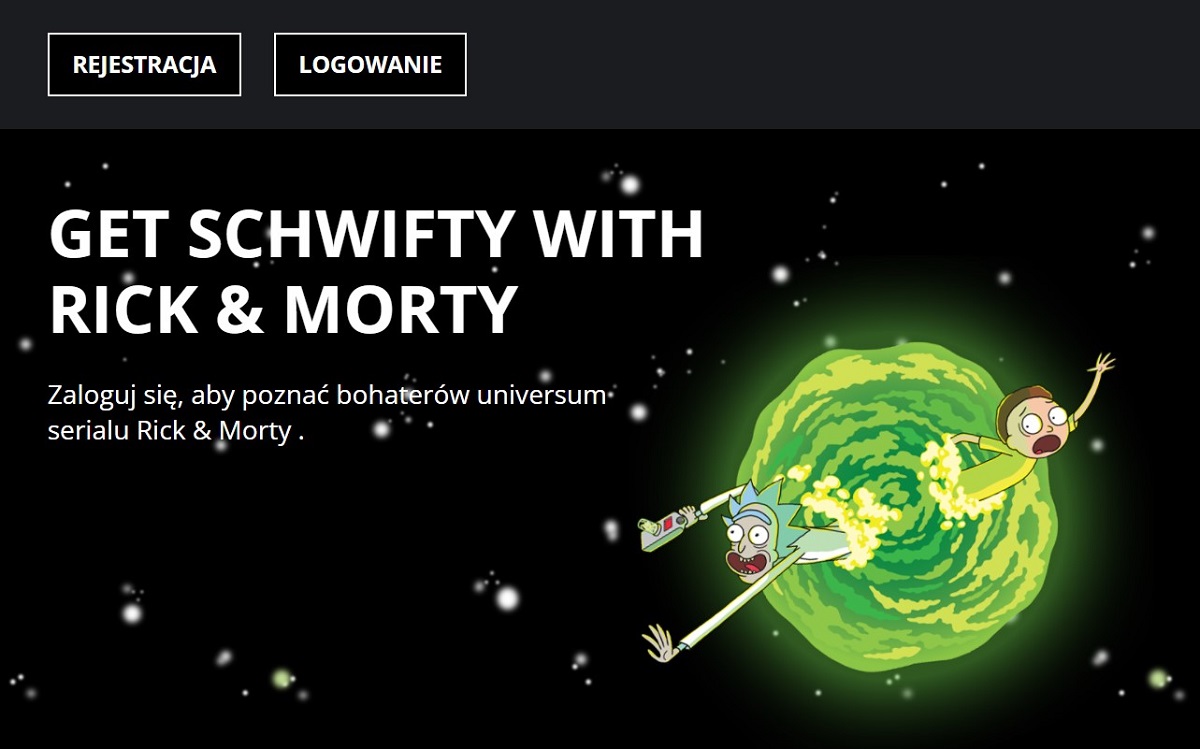 REJESTRACJA
LOGOWANIE
GET SCHWIFTY WITH
RICK & MORTY
Zaloguj się, aby poznać bohaterów universum
serialu Rick & Morty .